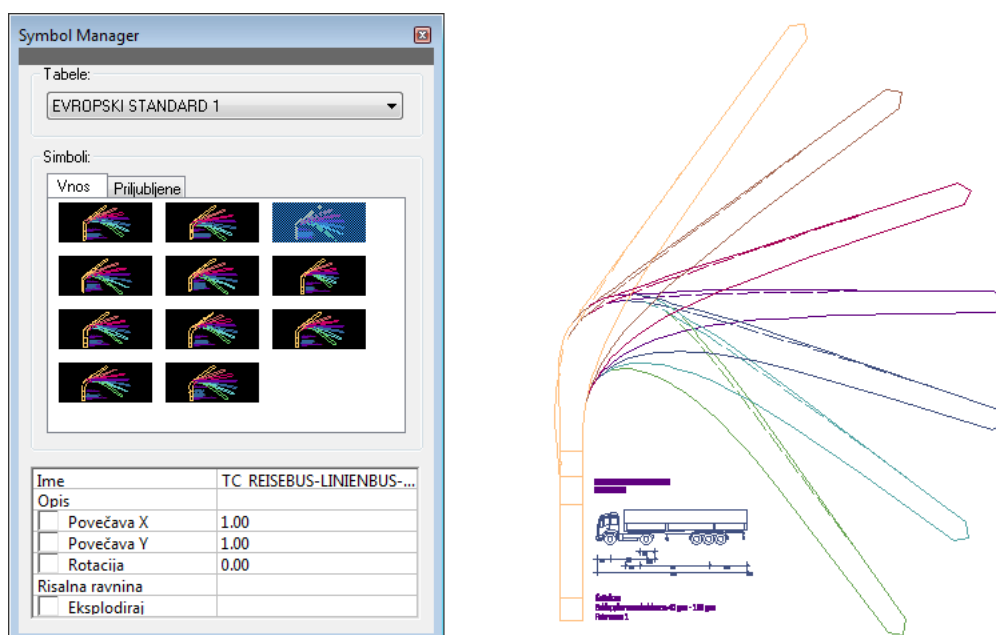 Symbol Manager
Tabele:
EVROPSKI STANDARD 1
Simboli:
Vnos Priljubljene
Ime TC_REISEBUS-LINIENBUS-...
Opis
Povečava X 1.00
Povečava Y 1.00
Rotacija 0.00
Risalna ravnina
Eksplodiraj